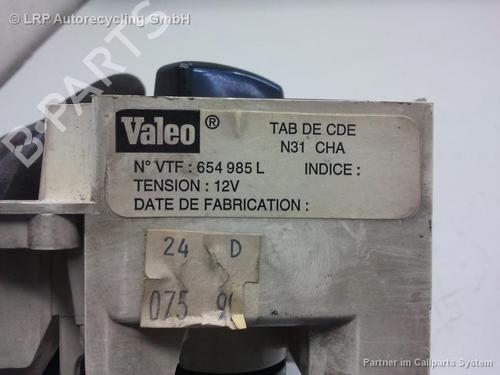 © LRP Autorecycling GmbH
B-PARTS
Valeo ®
TAB DE CDE
N31 CHA
N° VTF : 654 985 L INDICE :
TENSION : 12V
DATE DE FABRICATION :
24 D
075
Partner im Callparts System